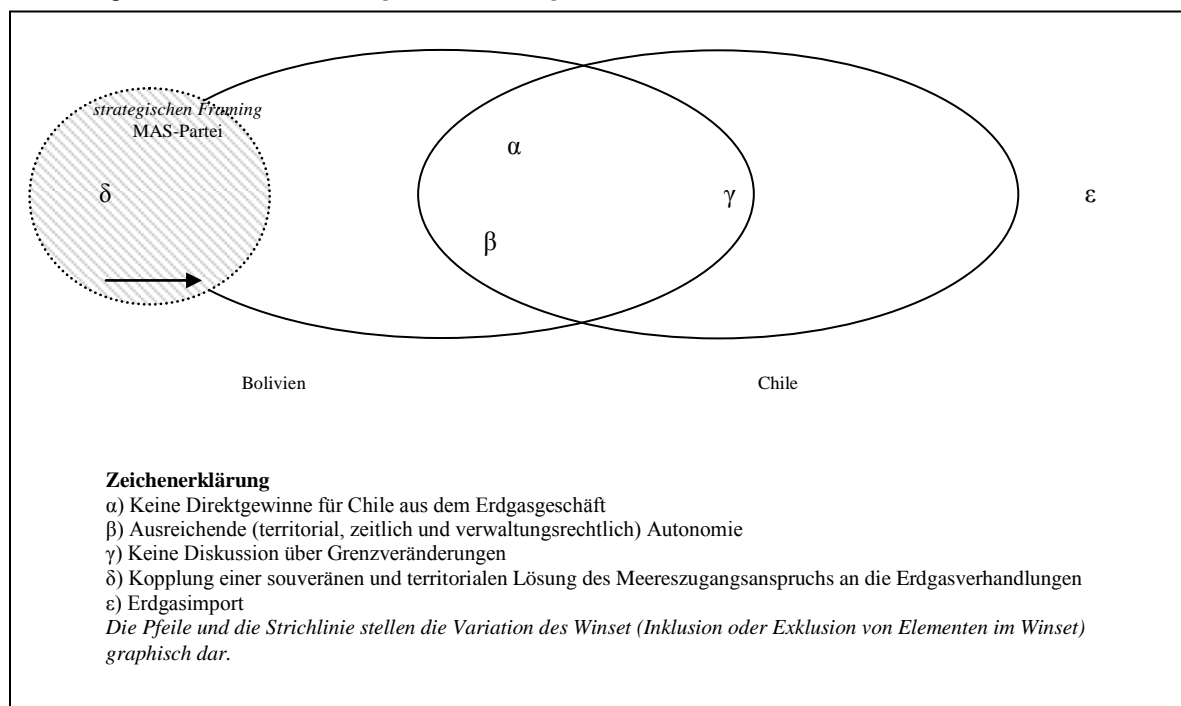 strategischen Framing
MAS-Partei
α
δ
γ
ε
β
Bolivien
Chile
Zeichenerklärung
α) Keine Direktgewinne für Chile aus dem Erdgasgeschäft
β) Ausreichende (territorial, zeitlich und verwaltungsrechtlich) Autonomie
γ) Keine Diskussion über Grenzveränderungen
δ) Kopplung einer souveränen und territorialen Lösung des Meereszugangsanspruchs an die Erdgasverhandlungen
ε) Erdgasimport
Die Pfeile und die Strichlinie stellen die Variation des Winset (Inklusion oder Exklusion von Elementen im Winset)
graphisch dar.